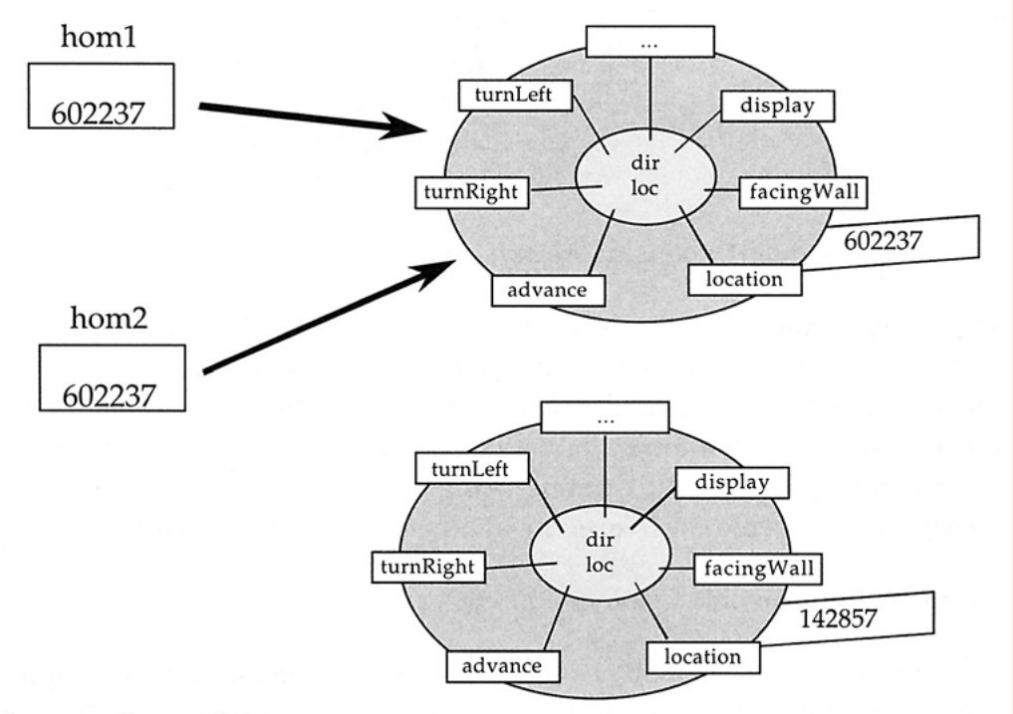 hom1
602237
hom2
602237
...
turnLeft
display
dir
loc
turnRight
facingWall
602237
location
advance
...
turnLeft
display
dir
loc
turnRight
facingWall
142857
location
advance